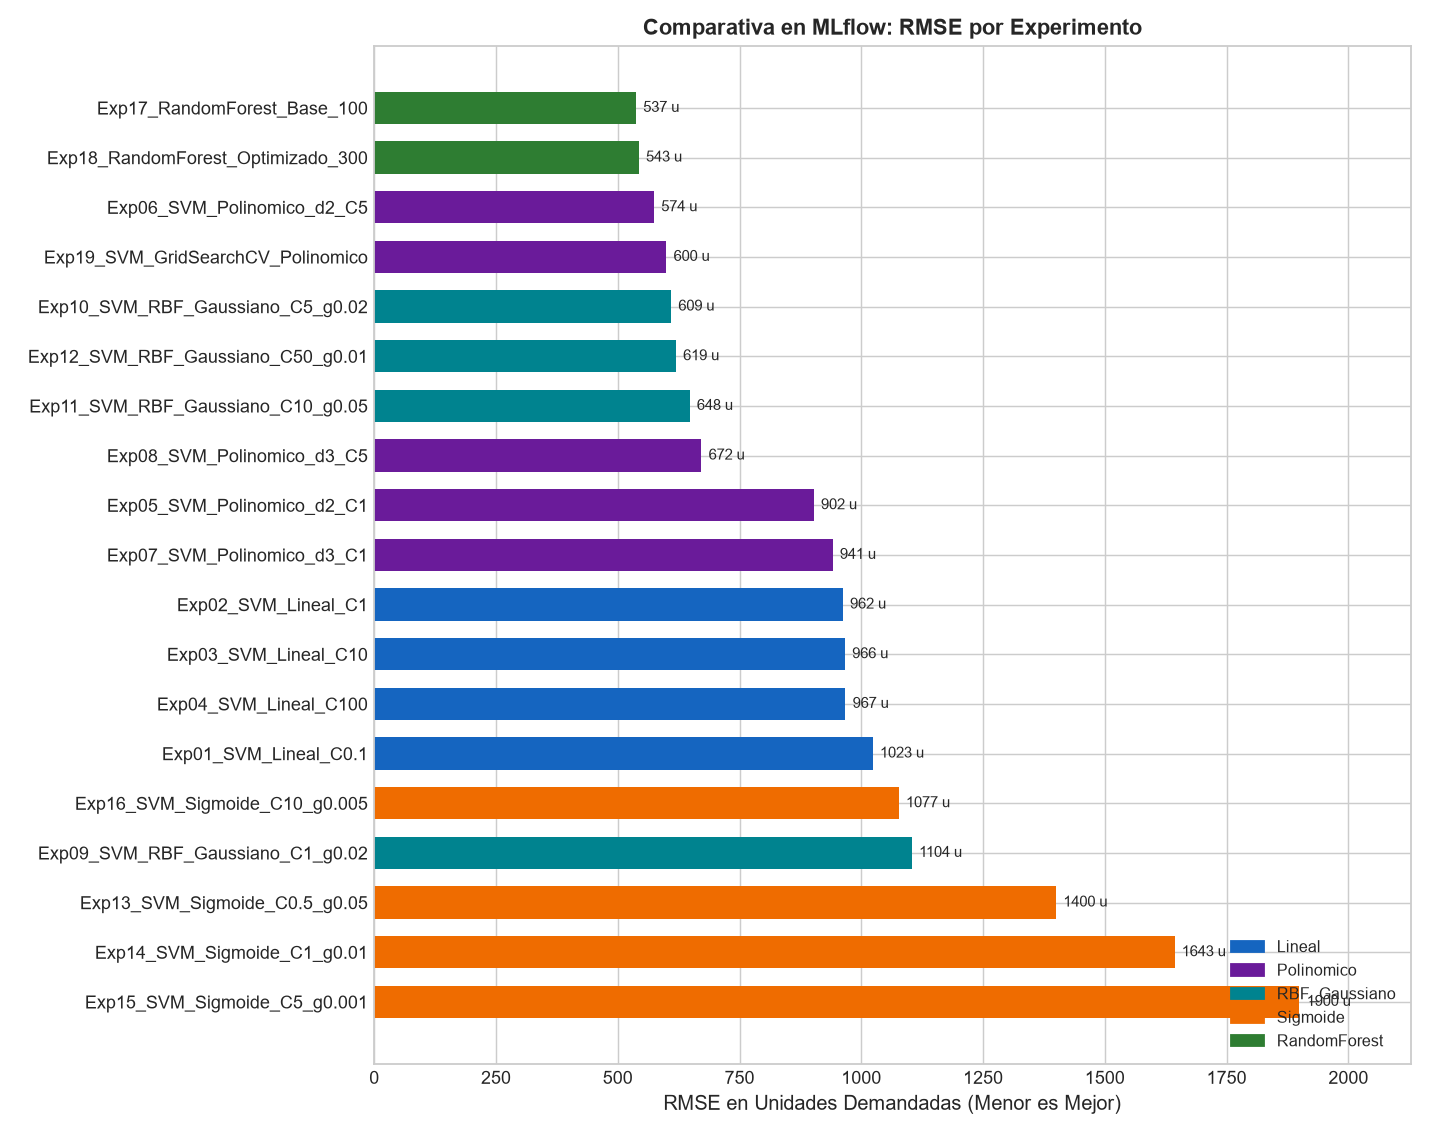 Comparativa en MLflow: RMSE por Experimento
Exp17_RandomForest_Base_100 537 u
Exp18_RandomForest_Optimizado_300 543 u
Exp06_SVM_Polinomico_d2_C5 574 u
Exp19_SVM_GridSearchCV_Polinomico 600 u
Exp10_SVM_RBF_Gaussiano_C5_g0.02 609 u
Exp12_SVM_RBF_Gaussiano_C50_g0.01 619 u
Exp11_SVM_RBF_Gaussiano_C10_g0.05 648 u
Exp08_SVM_Polinomico_d3_C5 672 u
Exp05_SVM_Polinomico_d2_C1 902 u
Exp07_SVM_Polinomico_d3_C1 941 u
Exp02_SVM_Lineal_C1 962 u
Exp03_SVM_Lineal_C10 966 u
Exp04_SVM_Lineal_C100 967 u
Exp01_SVM_Lineal_C0.1 1023 u
Exp16_SVM_Sigmoide_C10_g0.005 1077 u
Exp09_SVM_RBF_Gaussiano_C1_g0.02 1104 u
Exp13_SVM_Sigmoide_C0.5_g0.05 1400 u
Exp14_SVM_Sigmoide_C1_g0.01 1643 u
Exp15_SVM_Sigmoide_C5_g0.001 1900 u
Lineal
Polinomico
RBF_Gaussiano
Sigmoide
RandomForest
0 250 500 750 1000 1250 1500 1750 2000
RMSE en Unidades Demandadas (Menor es Mejor)